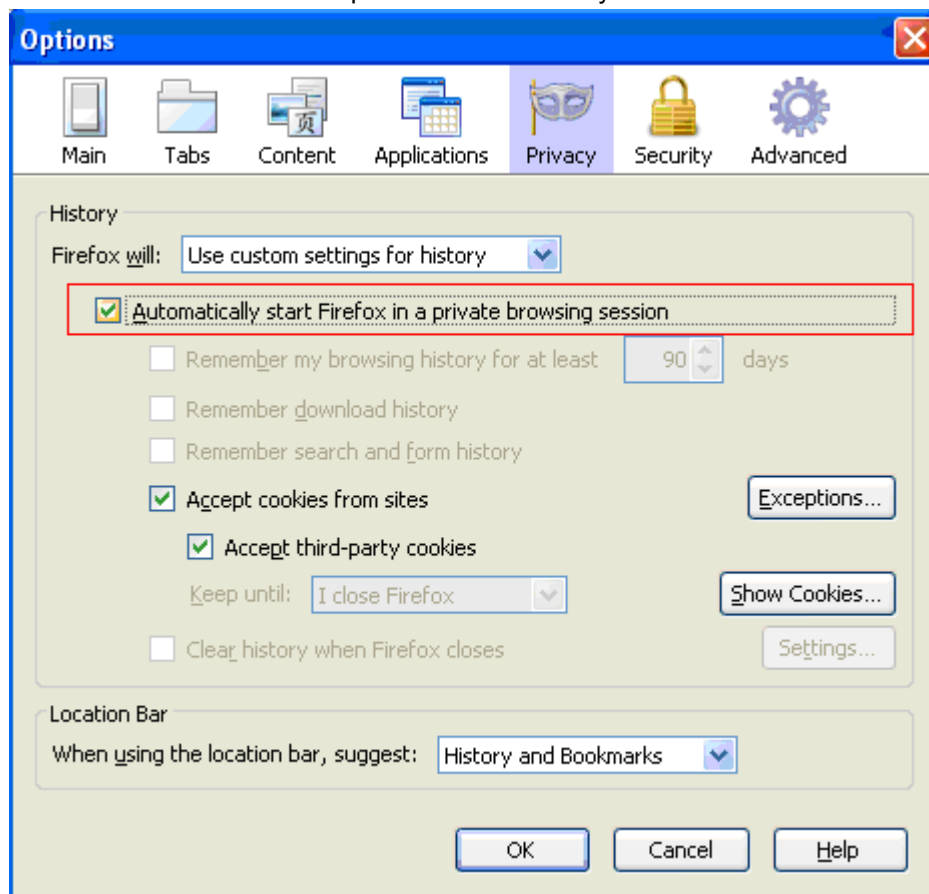 Options
Main Tabs Content Applications Privacy Security Advanced
页
History
Firefox will: Use custom settings for history
Automatically start Firefox in a private browsing session
Remember my browsing history for at least 90 days
Remember download history
Remember search and form history
Accept cookies from sites Exceptions...
Accept third-party cookies
Keep until: I close Firefox Show Cookies...
Clear history when Firefox closes Settings...
Location Bar
When using the location bar, suggest: History and Bookmarks
OK Cancel Help